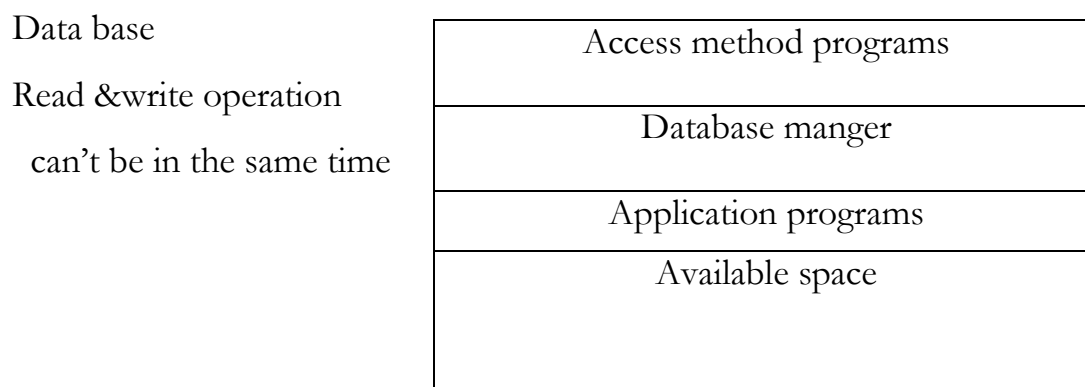 Data base
Read &write operation
can't be in the same time
Access method programs
Database manger
Application programs
Available space